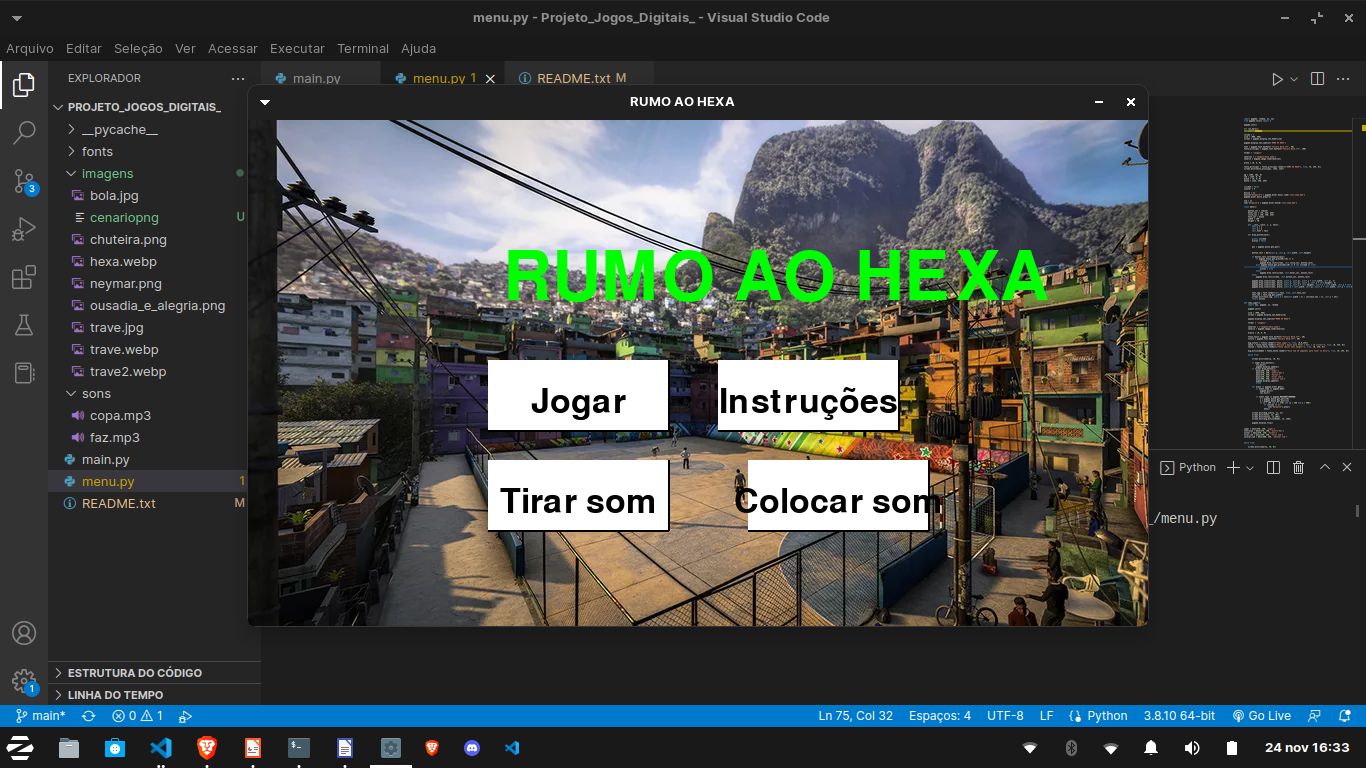 menu.py - Projeto_Jogos_Digitais_ - Visual Studio Code
Arquivo Editar Seleção Ver Acessar Executar Terminal Ajuda
EXPLORADOR
main.py
menu.py 1
README.txt M
PROJETO_JOGOS_DIGITAIS_
__pycache__
fonts
imagens
bola.jpg
cenariopng U
chuteira.png
hexa.webp
neymar.png
ousadia_e_alegria.png
trave.jpg
trave.webp
trave2.webp
sons
copa.mp3
faz.mp3
main.py
menu.py 1
README.txt M
3
1
ESTRUTURA DO CÓDIGO
LINHA DO TEMPO
RUMO AO HEXA
RUMO AO HEXA
Jogar
Instruções
Tirar som
Colocar som
Python
_/menu.py
main* 0 1
Ln 75, Col 32 Espaços: 4 UTF-8 LF Python 3.8.10 64-bit Go Live
24 nov 16:33